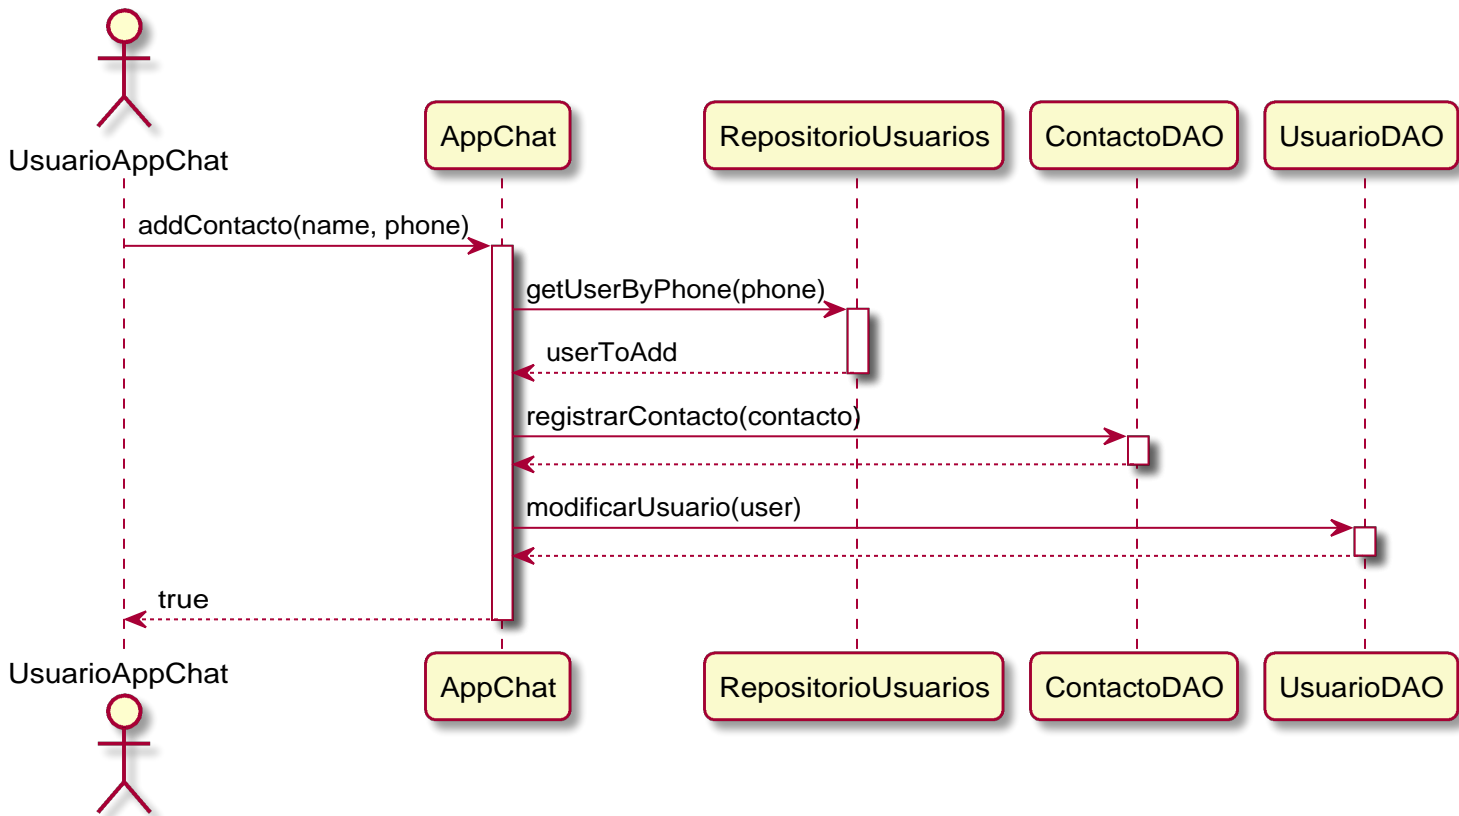 UsuarioAppChat
AppChat
RepositorioUsuarios
ContactoDAO
UsuarioDAO
addContacto(name, phone)
getUserByPhone(phone)
userToAdd
registrarContacto(contacto)
modificarUsuario(user)
true
UsuarioAppChat
AppChat
RepositorioUsuarios
ContactoDAO
UsuarioDAO